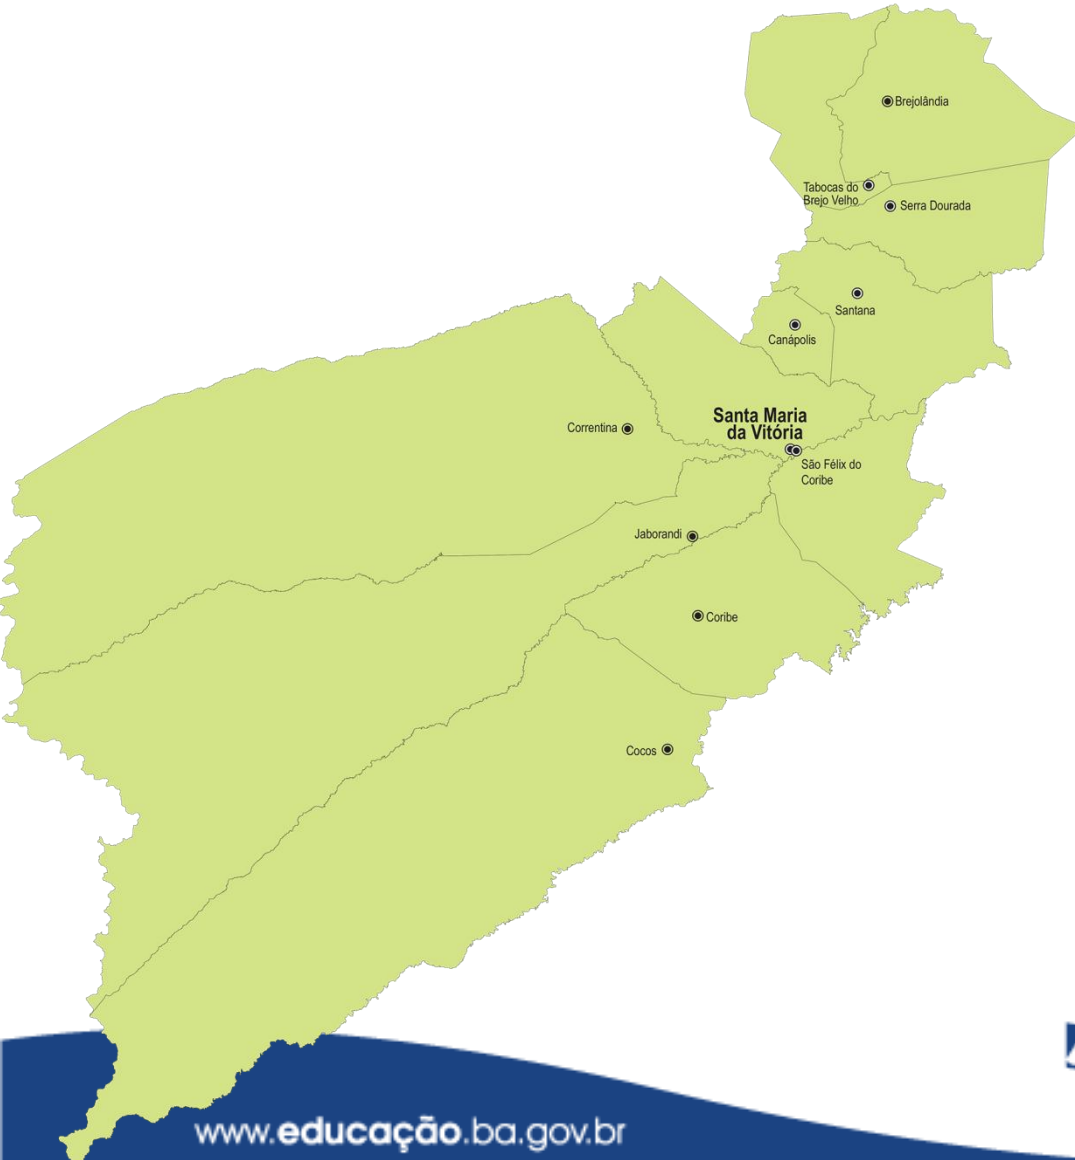 Brejolândia
Tabocas do
Brejo Velho
Serra Dourada
Santana
Canápolis
Santa Maria
da Vitória
Correntina
São Félix do
Coribe
Jaborandi
Coribe
Cocos
www.educação.ba.gov.br